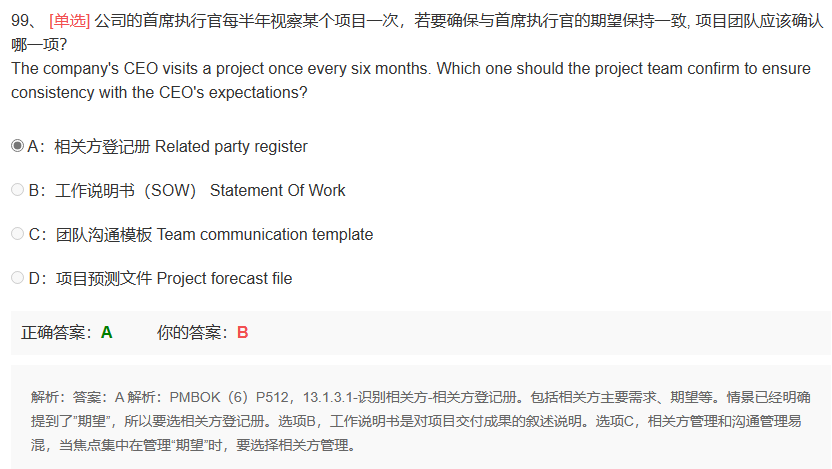 99、 [单选] 公司的首席执行官每半年视察某个项目一次，若要确保与首席执行官的期望保持一致, 项目团队应该确认
哪一项?
The company's CEO visits a project once every six months. Which one should the project team confirm to ensure
consistency with the CEO's expectations?
A：相关方登记册 Related party register
B：工作说明书（SOW） Statement Of Work
C：团队沟通模板 Team communication template
D：项目预测文件 Project forecast file
正确答案：A 你的答案：B
解析：答案：A 解析：PMBOK（6）P512，13.1.3.1-识别相关方-相关方登记册。包括相关方主要需求、期望等。情景已经明确
提到了”期望”，所以要选相关方登记册。选项B，工作说明书是对项目交付成果的叙述说明。选项C，相关方管理和沟通管理易
混，当焦点集中在管理“期望”时，要选择相关方管理。